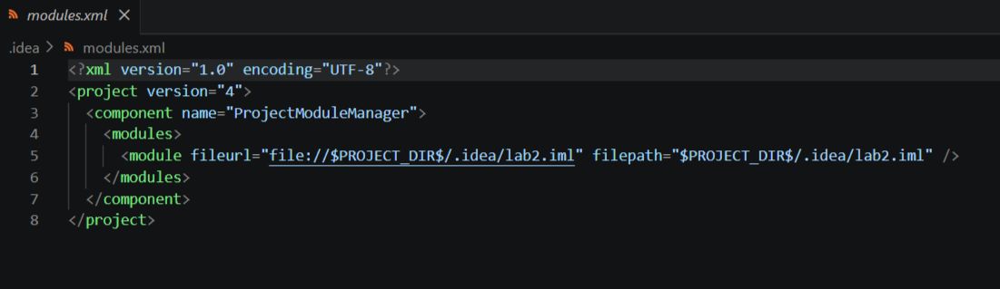 modules.xml
.idea > modules.xml
1 <?xml version="1.0" encoding="UTF-8"?>
2 <project version="4">
3   <component name="ProjectModuleManager">
4     <modules>
5       <module fileurl="file://$PROJECT_DIR$/.idea/lab2.iml" filepath="$PROJECT_DIR$/.idea/lab2.iml" />
6     </modules>
7   </component>
8 </project>